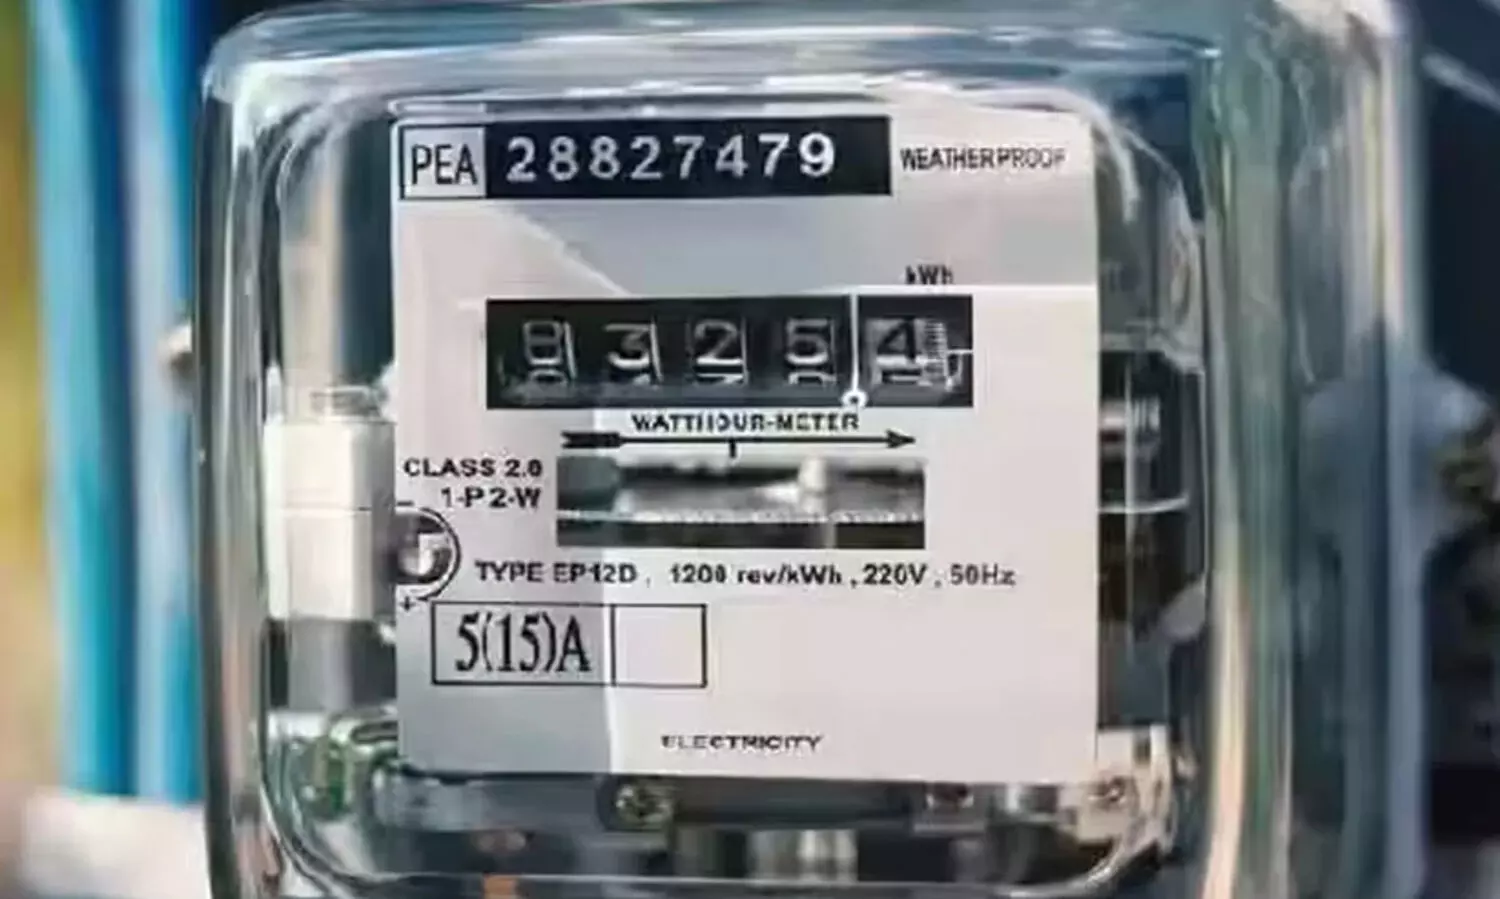 PEA 28827479 WEATHERPROOF
kWh
8 3 2 5 4
WATTHOUR-METER
CLASS 2.0
1-P 2-W
TYPE EP12D, 1200 rev/kWh, 220V, 50Hz
5(15)A
ELECTRICITY